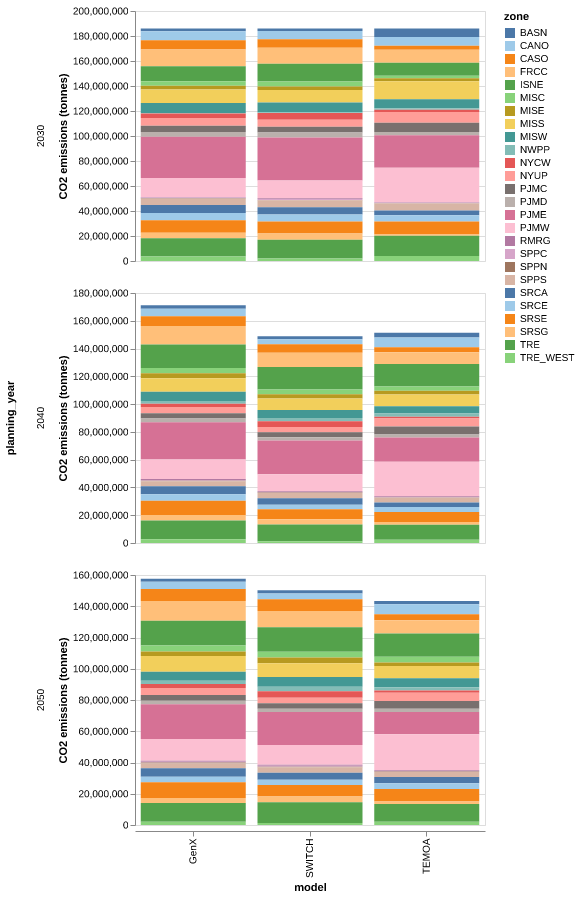 planning_year
2030
CO2 emissions (tonnes)
200,000,000
180,000,000
160,000,000
140,000,000
120,000,000
100,000,000
80,000,000
60,000,000
40,000,000
20,000,000
0
2040
CO2 emissions (tonnes)
180,000,000
160,000,000
140,000,000
120,000,000
100,000,000
80,000,000
60,000,000
40,000,000
20,000,000
0
2050
CO2 emissions (tonnes)
160,000,000
140,000,000
120,000,000
100,000,000
80,000,000
60,000,000
40,000,000
20,000,000
0
GenX
SWITCH
TEMOA
model
zone
BASN
CANO
CASO
FRCC
ISNE
MISC
MISE
MISS
MISW
NWPP
NYCW
NYUP
PJMC
PJMD
PJME
PJMW
RMRG
SPPC
SPPN
SPPS
SRCA
SRCE
SRSE
SRSG
TRE
TRE_WEST